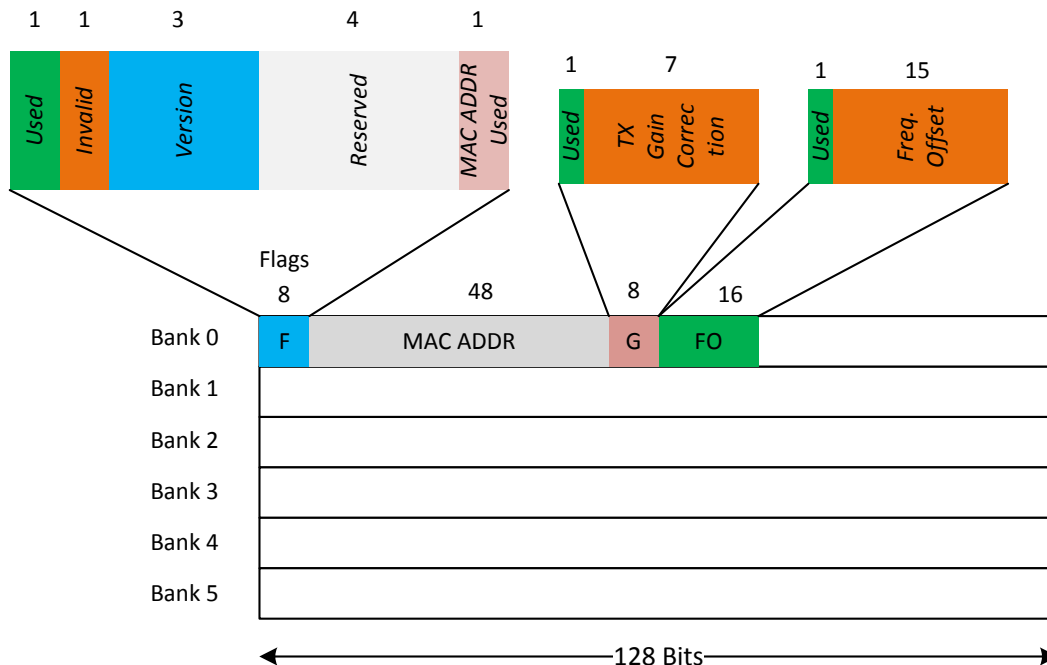 1 1 3 4 1
Used
Invalid
Version
Reserved
MAC ADDR
Used
1 7
Used
TX
Gain
Correc
tion
1 15
Used
Freq.
Offset
Flags
8 48 8 16
Bank 0 F MAC ADDR G FO
Bank 1
Bank 2
Bank 3
Bank 4
Bank 5
128 Bits